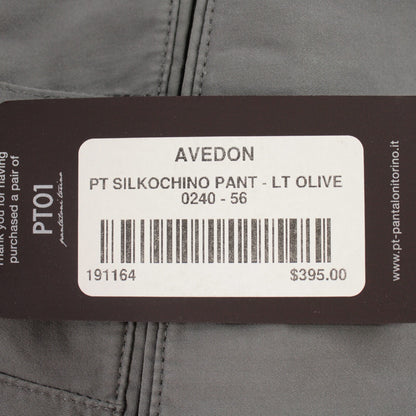 Thank you for having
purchased a pair of
PT01
pantaloni torino
AVEDON
PT SILKOCHINO PANT - LT OLIVE
0240 - 56
191164
$395.00
www.pt-pantalonitorino.it